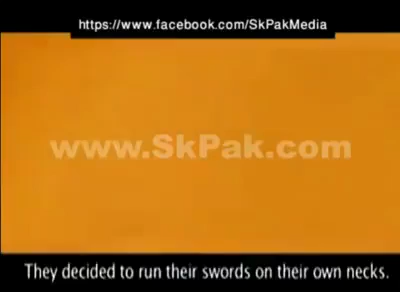 https://www.facebook.com/SkPakMedia
www.SkPak.com
They decided to run their swords on their own necks.